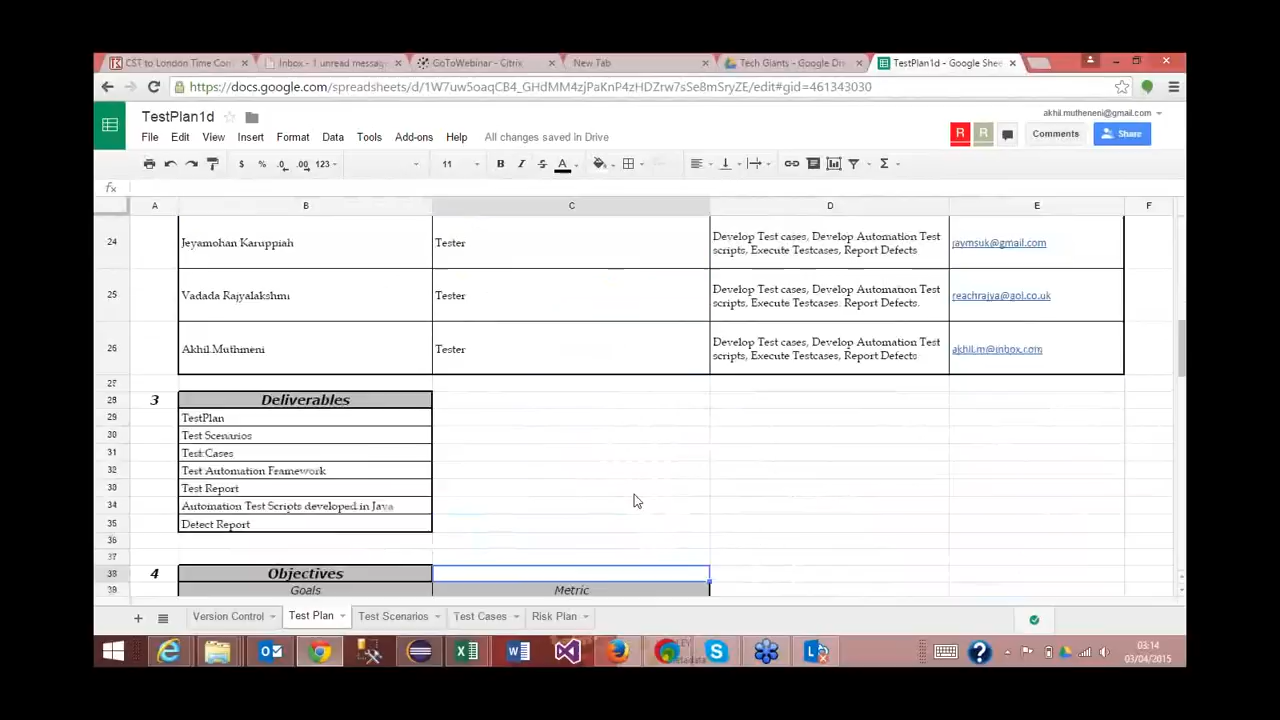 CST to London Time Con
Inbox - 1 unread message
GoToWebinar - Citrix
New Tab
Tech Giants - Google Dri
TestPlan1d - Google Shee
https://docs.google.com/spreadsheets/d/1W7uwSoqqCB4_GHdMM4zjPaKnP4zHDZrw7sSe8mSryZE/edit#gid=461343030
TestPlan1d
akhil.mutheneni@gmail.com
File Edit View Insert Format Data Tools Add-ons Help All changes saved in Drive
R R Comments Share
$ % .0 .00 123 11 B I S A Σ
fx
A B C D E F
24 Jeyamohan Karuppiah Tester Develop Test cases, Develop Automation Test scripts, Execute Testcases, Report Defects jaymsuk@gmail.com
25 Vadada Rajyalakshmi Tester Develop Test cases, Develop Automation Test scripts, Execute Testcases. Report Defects. reachrajya@aol.co.uk
26 Akhil.Muthmeni Tester Develop Test cases, Develop Automation Test scripts, Execute Testcases, Report Defects akhil.m@inbox.com
27
28 3 Deliverables
29 TestPlan
30 Test Scenarios
31 Test Cases
32 Test Automation Framework
33 Test Report
34 Automation Test Scripts developed in Java
35 Defect Report
36
37
38 4 Objectives
39 Goals Metric
Version Control Test Plan Test Scenarios Test Cases Risk Plan
03:14
03/04/2015